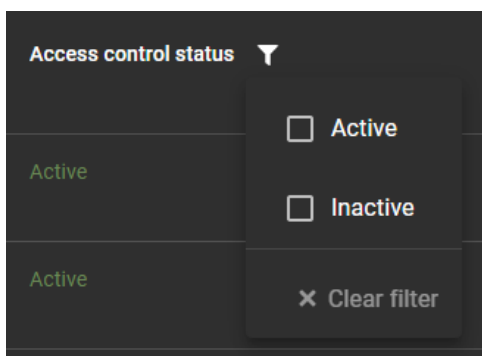 Access control status
Active
Inactive
Active
Active
Clear filter